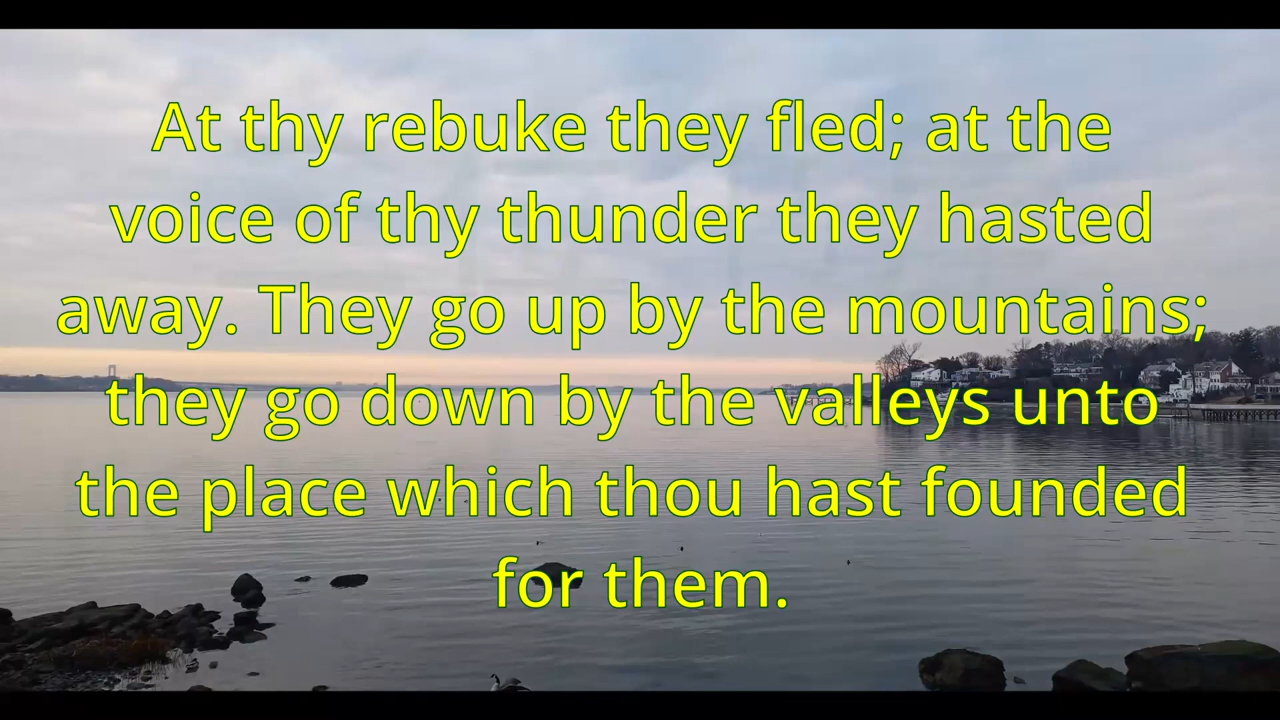 At thy rebuke they fled; at the
voice of thy thunder they hasted
away. They go up by the mountains;
they go down by the valleys unto
the place which thou hast founded
for them.